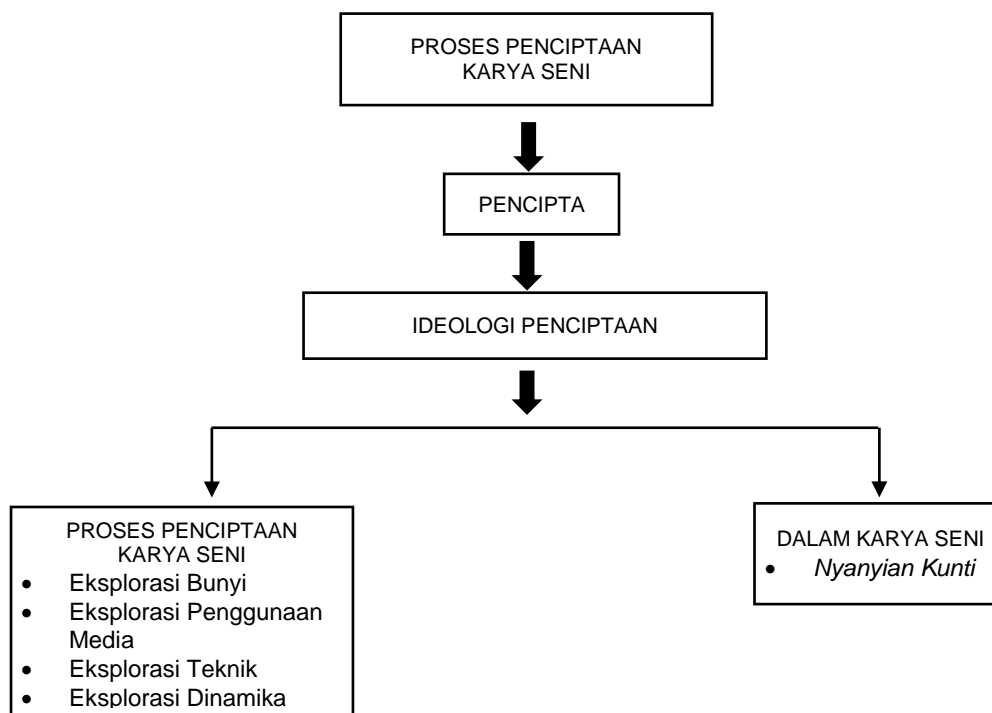 PROSES PENCIPTAAN
KARYA SENI
PENCIPTA
IDEOLOGI PENCIPTAAN
PROSES PENCIPTAAN
KARYA SENI
• Eksplorasi Bunyi
• Eksplorasi Penggunaan
Media
• Eksplorasi Teknik
• Eksplorasi Dinamika
DALAM KARYA SENI
• Nyanyian Kunti